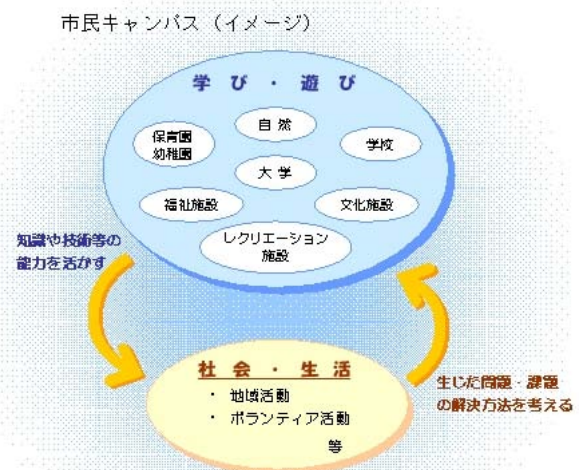 市民キャンパス（イメージ）
学 び ・ 遊 び
自 然
保育園
幼稚園
学校
大 学
福祉施設
文化施設
レクリエーション
施設
知識や技術等の
能力を活かす
社 会 ・ 生 活
・ 地域活動
・ ボランティア活動
等
生じた問題・課題
の解決方法を考える